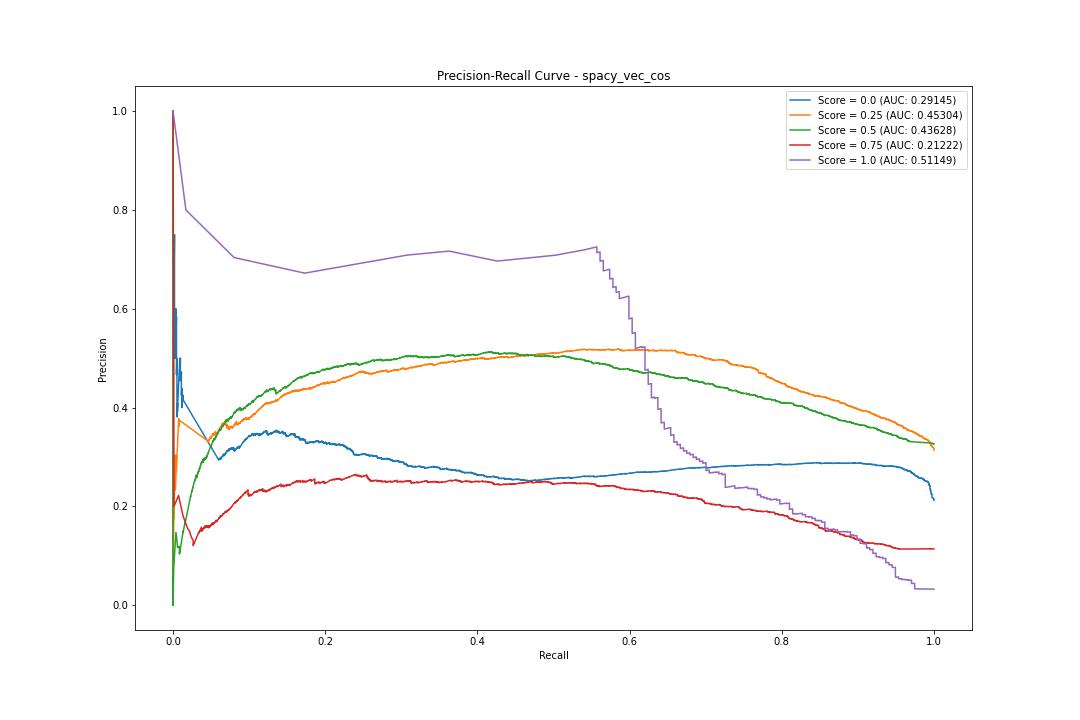 Precision-Recall Curve - spacy_vec_cos
Score = 0.0 (AUC: 0.29145)
Score = 0.25 (AUC: 0.45304)
Score = 0.5 (AUC: 0.43628)
Score = 0.75 (AUC: 0.21222)
Score = 1.0 (AUC: 0.51149)
1.0
0.8
0.6
0.4
0.2
0.0
Precision
0.0 0.2 0.4 0.6 0.8 1.0
Recall